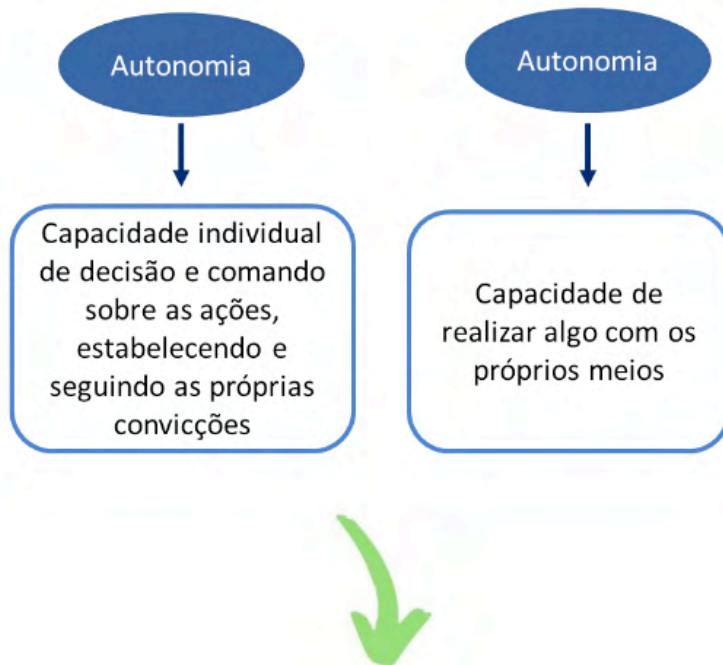 Autonomia
Capacidade individual
de decisão e comando
sobre as ações,
estabelecendo e
seguindo as próprias
convicções
Autonomia
Capacidade de
realizar algo com os
próprios meios